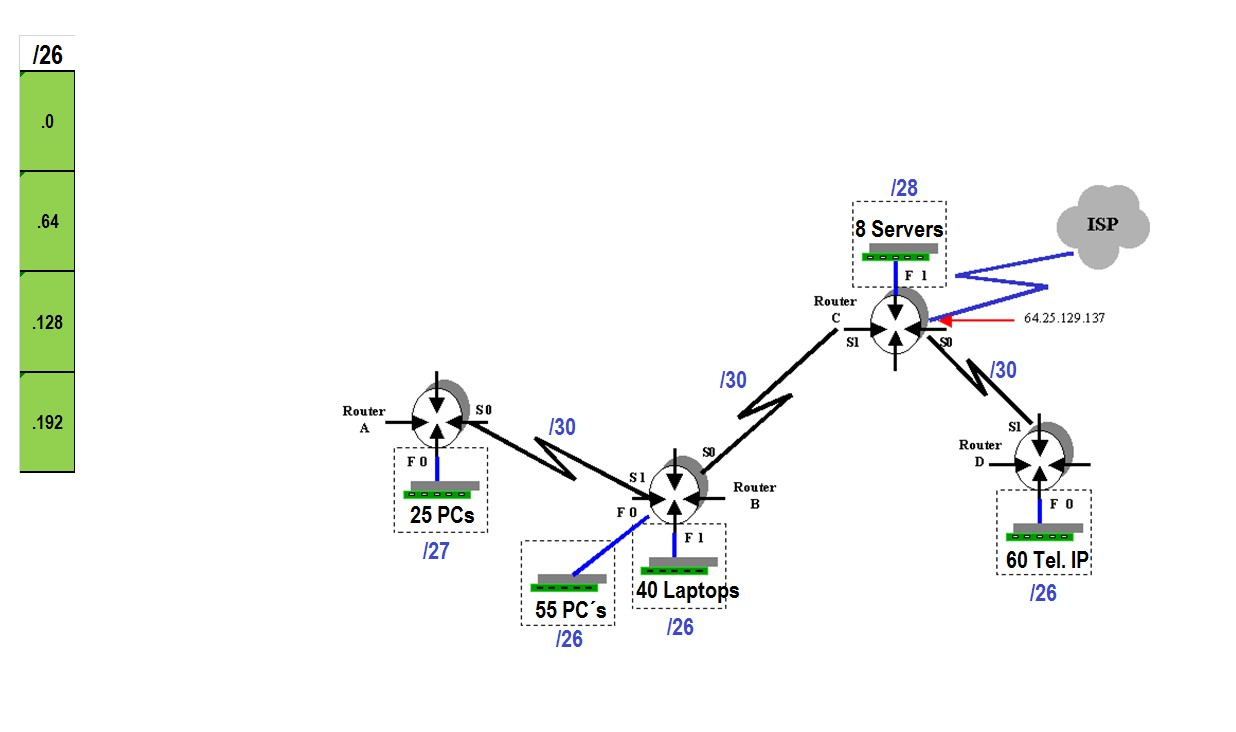 /26
.0
.64
.128
.192
/28
8 Servers
F 1
ISP
Router
C
S1
S0
64.25.129.137
/30
/30
Router
A
S0
F 0
25 PCs
/27
/30
S1
S0
F 0
Router
B
F 1
55 PC´s
/26
40 Laptops
/26
S1
Router
D
F 0
60 Tel. IP
/26